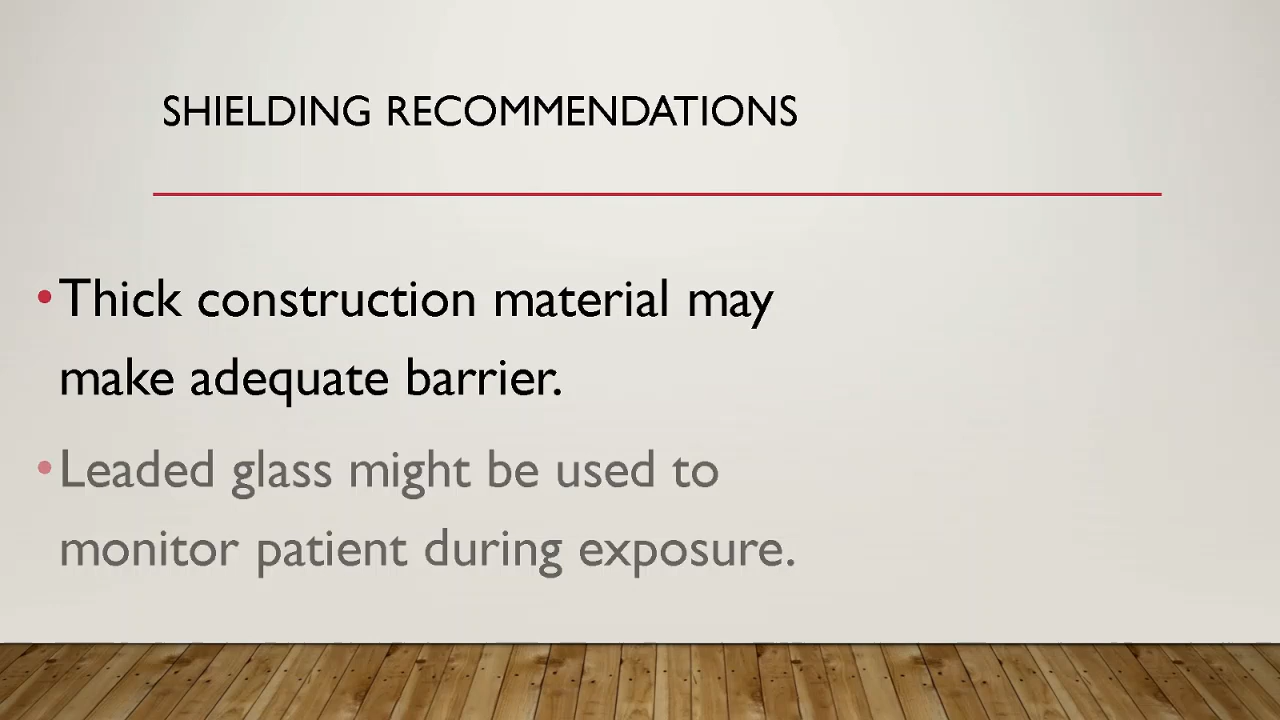 SHIELDING RECOMMENDATIONS
•Thick construction material may
make adequate barrier.
•Leaded glass might be used to
monitor patient during exposure.